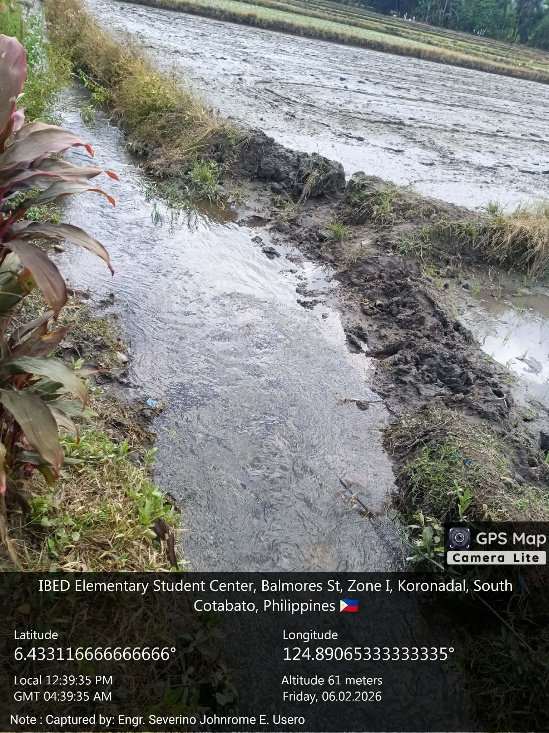 GPS Map
Camera Lite
IBED Elementary Student Center, Balmores St, Zone I, Koronadal, South
Cotabato, Philippines 🇵🇭
Latitude
6.433116666666666°
Longitude
124.89065333333335°
Local 12:39:35 PM
GMT 04:39:35 AM
Altitude 61 meters
Friday, 06.02.2026
Note : Captured by: Engr. Severino Johnrome E. Usero